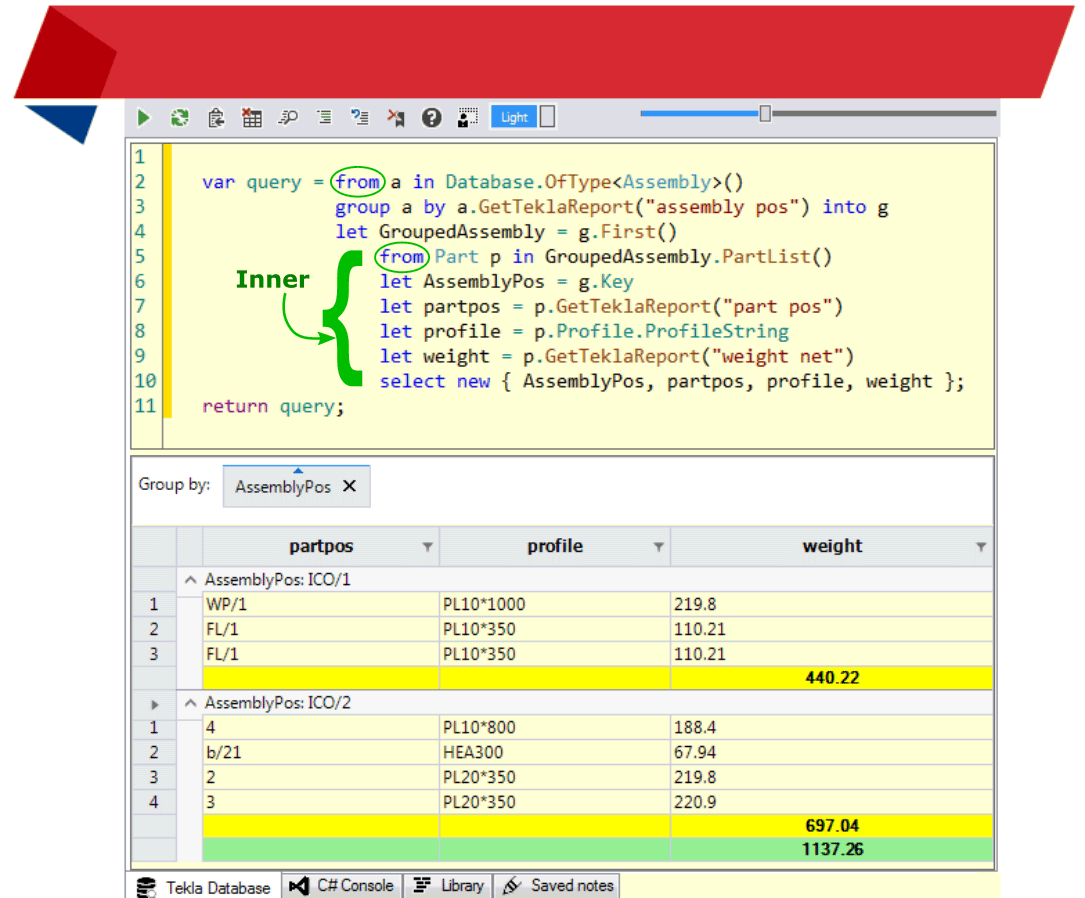 Light
1
2 var query = from a in Database.OfType<Assembly>()
3 group a by a.GetTeklaReport("assembly pos") into g
4 let GroupedAssembly = g.First()
5 from Part p in GroupedAssembly.PartList()
Inner
6 let AssemblyPos = g.Key
7 let partpos = p.GetTeklaReport("part pos")
8 let profile = p.Profile.ProfileString
9 let weight = p.GetTeklaReport("weight net")
10 select new { AssemblyPos, partpos, profile, weight };
11 return query;
Group by: AssemblyPos
partpos profile weight
AssemblyPos: ICO/1
1 WP/1 PL10*1000 219.8
2 FL/1 PL10*350 110.21
3 FL/1 PL10*350 110.21
440.22
AssemblyPos: ICO/2
1 4 PL10*800 188.4
2 b/21 HEA300 67.94
3 2 PL20*350 219.8
4 3 PL20*350 220.9
697.04
1137.26
Tekla Database C# Console Library Saved notes